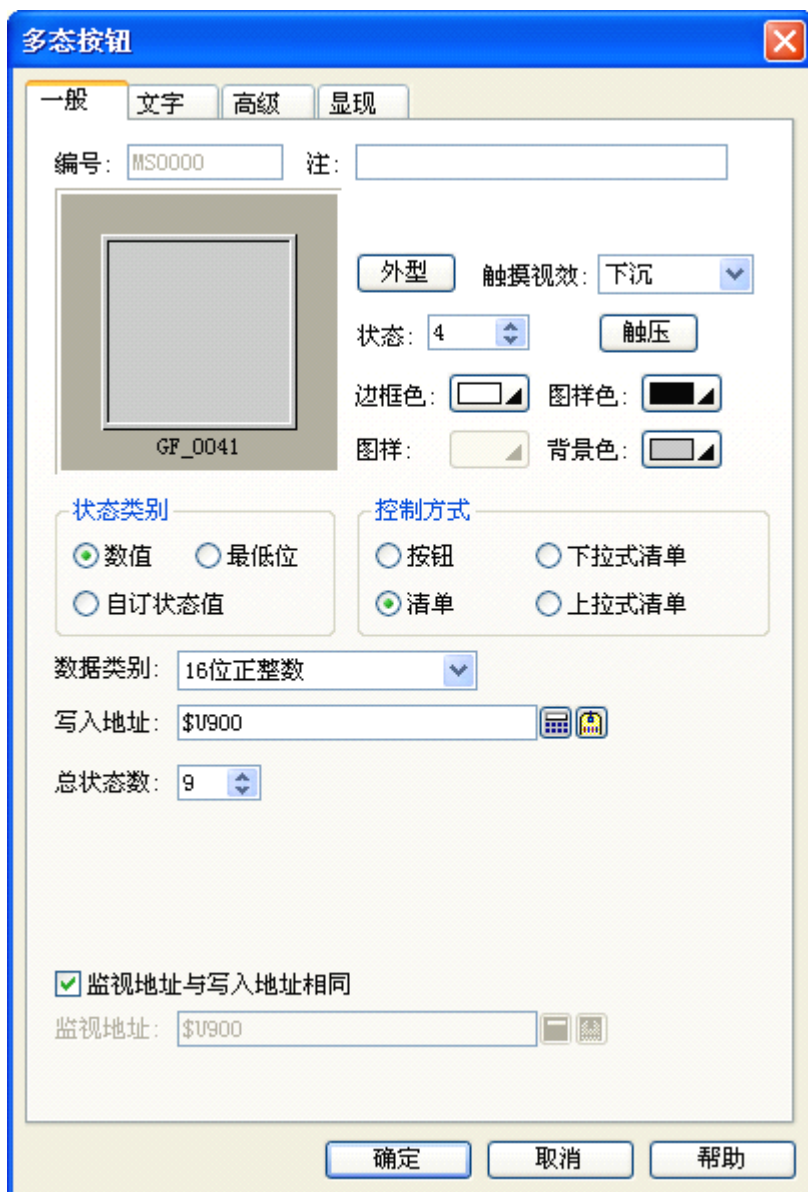 多态按钮
一般 文字 高级 显现
编号: MS0000 注:
外型 触摸视效: 下沉
状态: 4 触压
边框色: 图样色:
GF_0041 图样: 背景色:
状态类别 控制方式
数值 最低位 按钮 下拉式清单
自订状态值 清单 上拉式清单
数据类别: 16位正整数
写入地址: $U900
总状态数: 9
监视地址与写入地址相同
监视地址: $U900
确定 取消 帮助